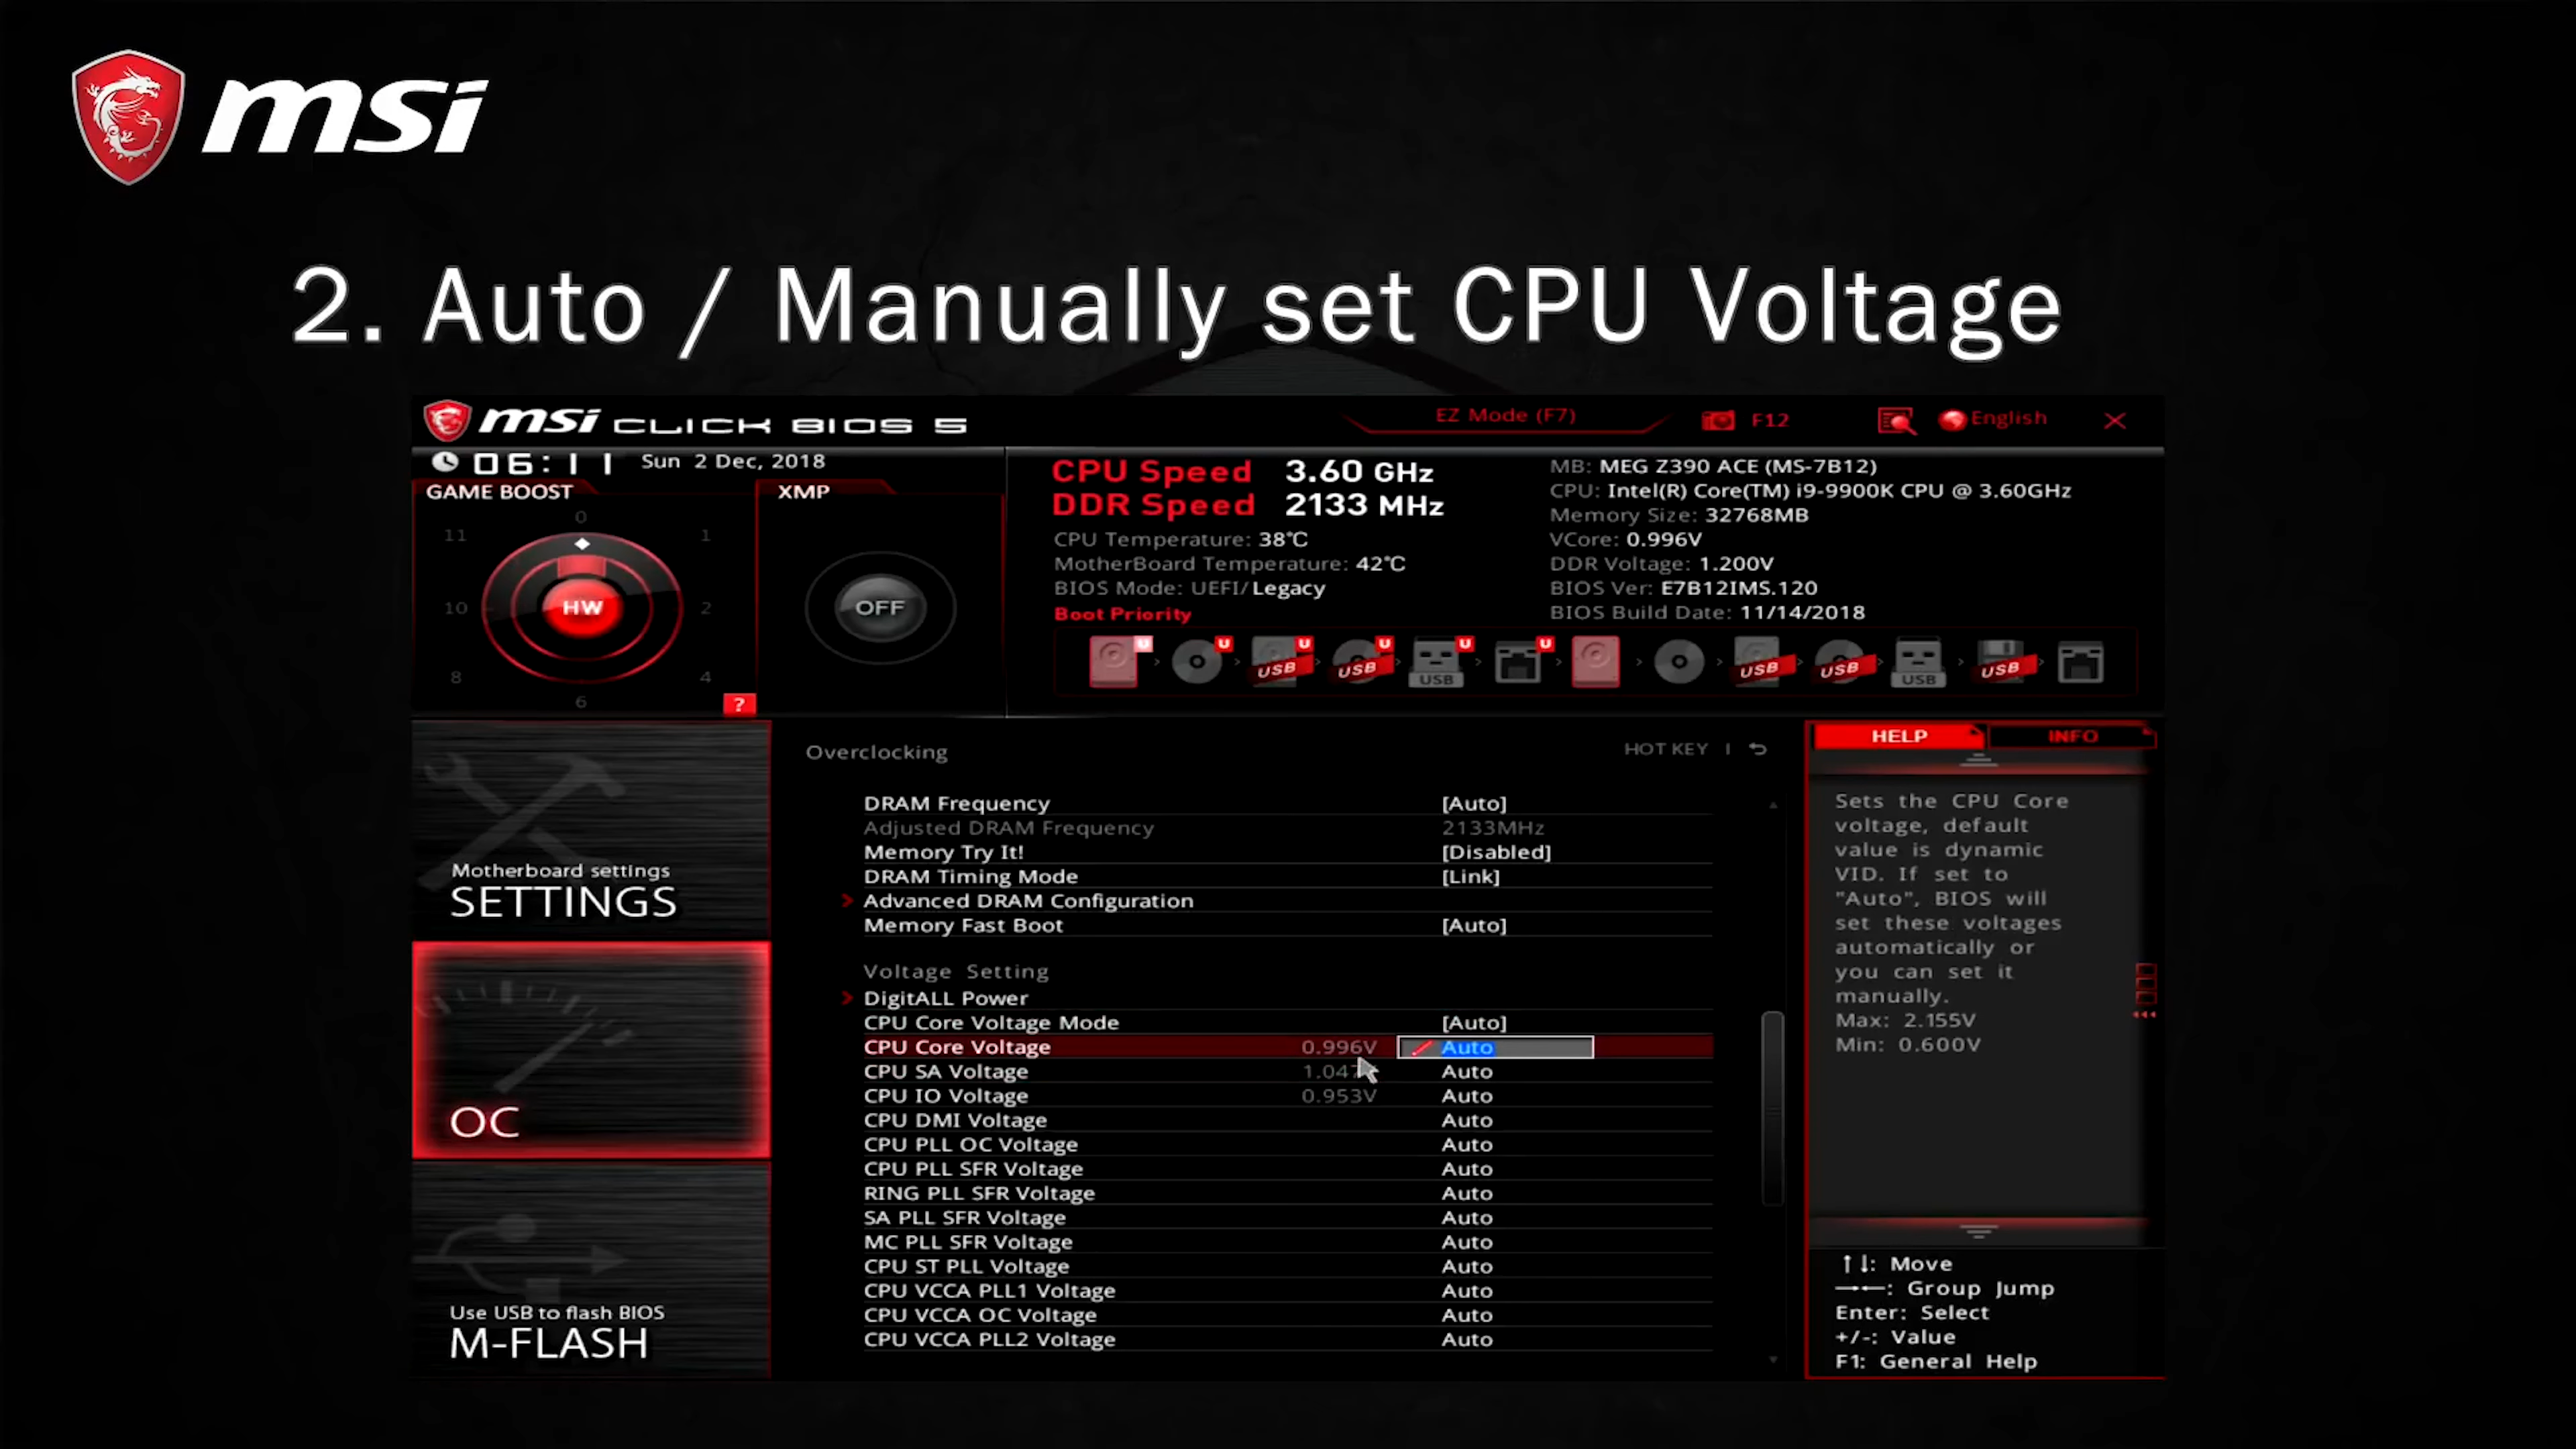 msi
2. Auto / Manually set CPU Voltage
msi CLICK BIOS 5
EZ Mode (F7)
F12
English
06:11 Sun 2 Dec, 2018
GAME BOOST
XMP
0
11 1
10 2
8 4
6
HW
OFF
?
CPU Speed 3.60 GHz
DDR Speed 2133 MHz
CPU Temperature: 38℃
MotherBoard Temperature: 42℃
BIOS Mode: UEFI/Legacy
Boot Priority
MB: MEG Z390 ACE (MS-7B12)
CPU: Intel(R) Core(TM) i9-9900K CPU @ 3.60GHz
Memory Size: 32768MB
VCore: 0.996V
DDR Voltage: 1.200V
BIOS Ver: E7B12IMS.120
BIOS Build Date: 11/14/2018
U U U U U U
USB USB USB USB USB USB USB
Motherboard settings
SETTINGS
OC
Use USB to flash BIOS
M-FLASH
Overclocking
HOT KEY |
DRAM Frequency [Auto]
Adjusted DRAM Frequency 2133MHz
Memory Try It! [Disabled]
DRAM Timing Mode [Link]
Advanced DRAM Configuration
Memory Fast Boot [Auto]
Voltage Setting
DigitALL Power
CPU Core Voltage Mode [Auto]
CPU Core Voltage 0.996V Auto
CPU SA Voltage 1.04 Auto
CPU IO Voltage 0.953V Auto
CPU DMI Voltage Auto
CPU PLL OC Voltage Auto
CPU PLL SFR Voltage Auto
RING PLL SFR Voltage Auto
SA PLL SFR Voltage Auto
MC PLL SFR Voltage Auto
CPU ST PLL Voltage Auto
CPU VCCA PLL1 Voltage Auto
CPU VCCA OC Voltage Auto
CPU VCCA PLL2 Voltage Auto
HELP
INFO
Sets the CPU Core
voltage, default
value is dynamic
VID. If set to
"Auto", BIOS will
set these voltages
automatically or
you can set it
manually.
Max: 2.155V
Min: 0.600V
↑↓: Move
→←: Group Jump
Enter: Select
+/-: Value
F1: General Help